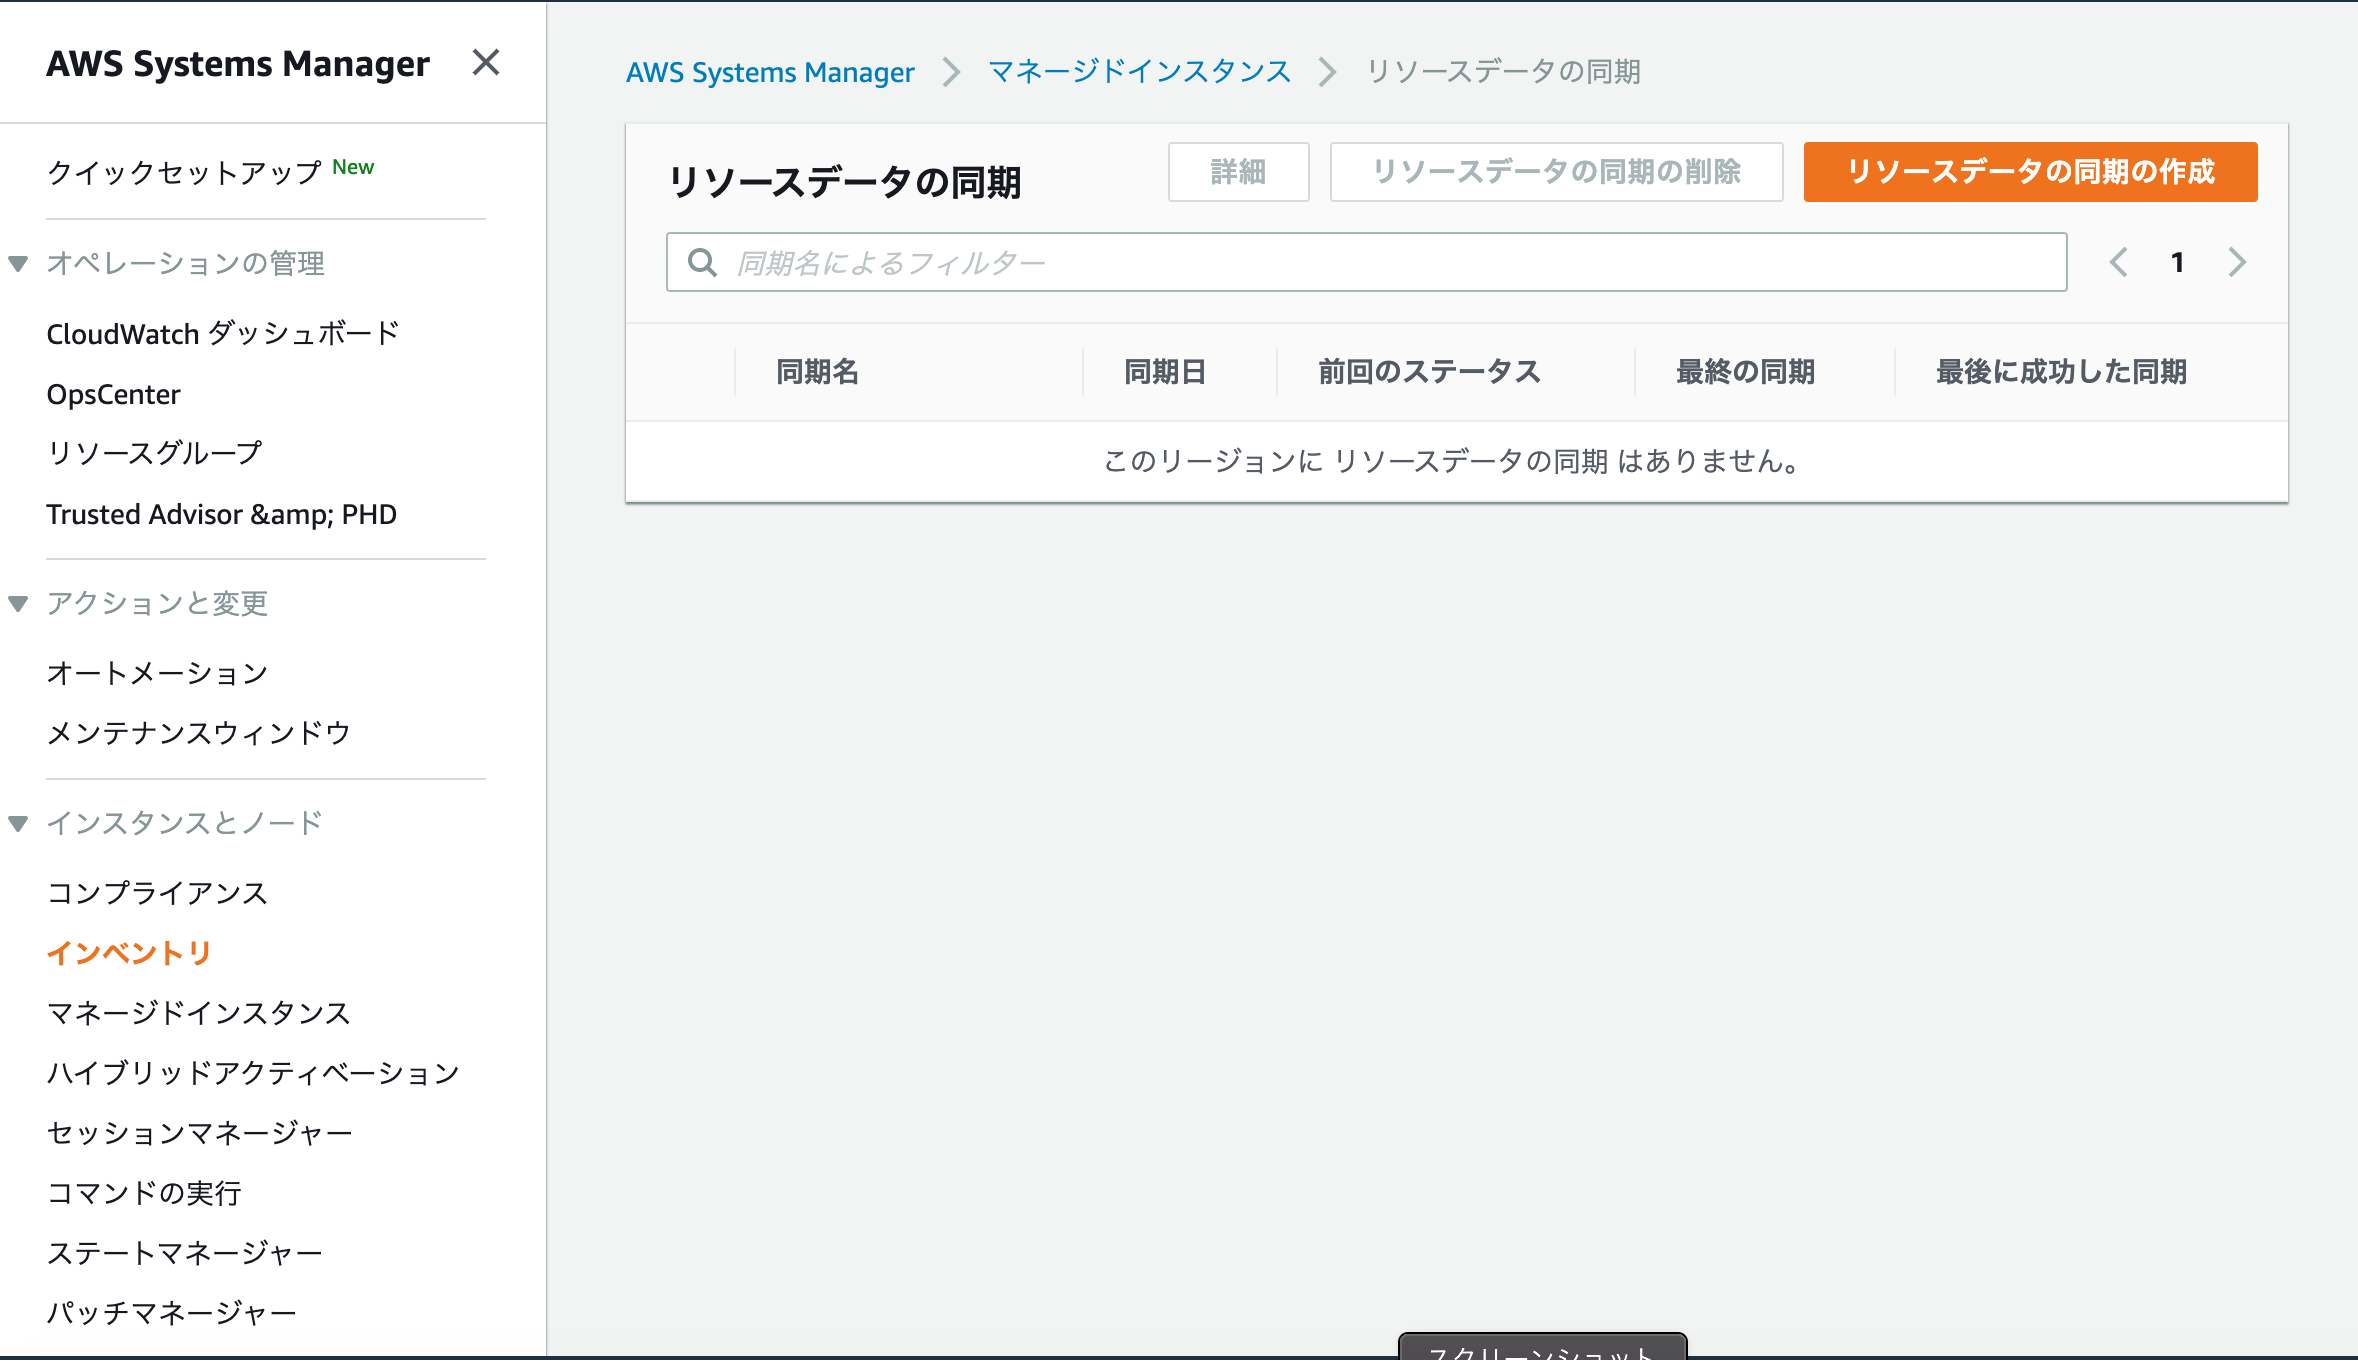 AWS Systems Manager
クイックセットアップ New
オペレーションの管理
CloudWatch ダッシュボード
OpsCenter
リソースグループ
Trusted Advisor &amp; PHD
アクションと変更
オートメーション
メンテナンスウィンドウ
インスタンスとノード
コンプライアンス
インベントリ
マネージドインスタンス
ハイブリッドアクティベーション
セッションマネージャー
コマンドの実行
ステートマネージャー
パッチマネージャー
AWS Systems Manager マネージドインスタンス リソースデータの同期
リソースデータの同期 詳細 リソースデータの同期の削除 リソースデータの同期の作成
同期名によるフィルター 1
同期名 同期日 前回のステータス 最終の同期 最後に成功した同期
このリージョンに リソースデータの同期 はありません。
スクリーンショット